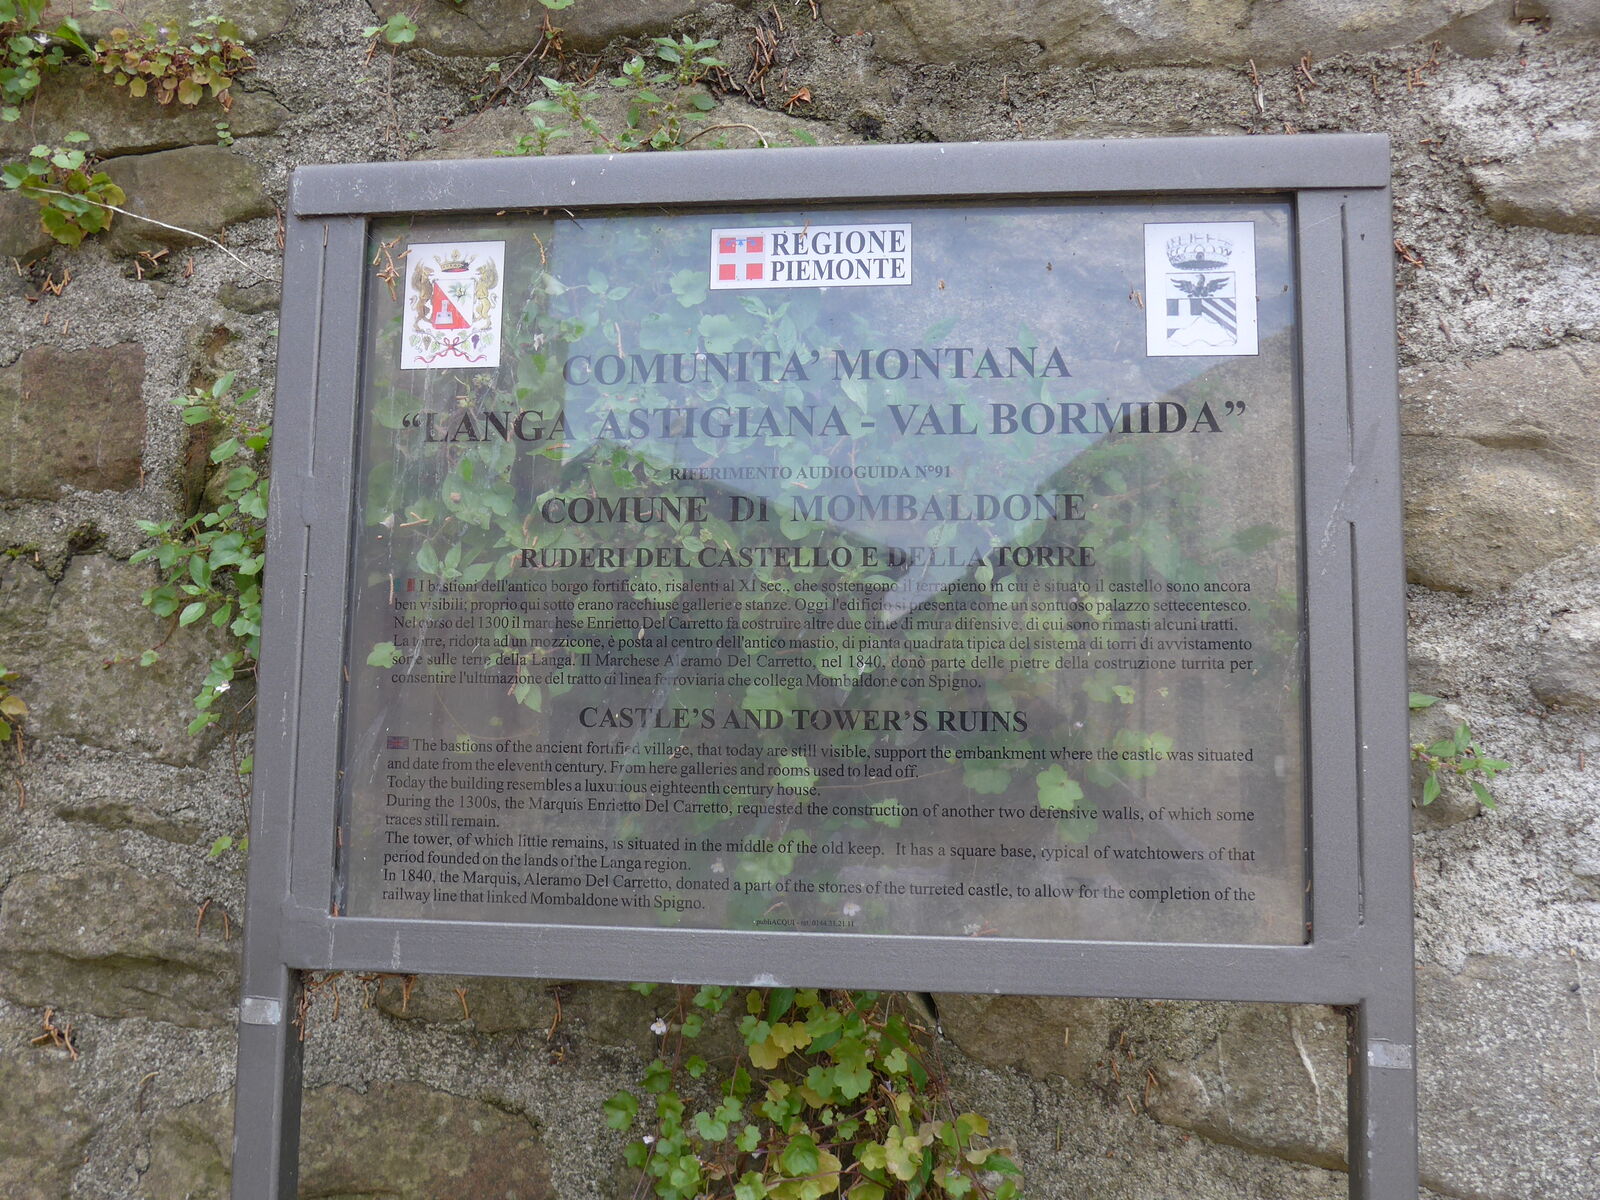 REGIONE
PIEMONTE
COMUNITA' MONTANA
“LANGA ASTIGIANA - VAL BORMIDA”
RIFERIMENTO AUDIOGUIDA N°91
COMUNE DI MOMBALDONE
RUDERI DEL CASTELLO E DELLA TORRE
I bastioni dell'antico borgo fortificato, risalenti al XI sec., che sostengono il terrapieno in cui è situato il castello sono ancora
ben visibili; proprio qui sotto erano racchiuse gallerie e stanze. Oggi l'edificio si presenta come un sontuoso palazzo settecentesco.
Nel corso del 1300 il marchese Enrietto Del Carretto fa costruire altre due cinte di mura difensive, di cui sono rimasti alcuni tratti.
La torre, ridotta ad un mozzicone, è posta al centro dell'antico mastio, di pianta quadrata tipica del sistema di torri di avvistamento
sorte sulle terre della Langa. Il Marchese Aleramo Del Carretto, nel 1840, donò parte delle pietre della costruzione turrita per
consentire l'ultimazione del tratto di linea ferroviaria che collega Mombaldone con Spigno.
CASTLE'S AND TOWER'S RUINS
The bastions of the ancient fortified village, that today are still visible, support the embankment where the castle was situated
and date from the eleventh century. From here galleries and rooms used to lead off.
Today the building resembles a luxurious eighteenth century house.
During the 1300s, the Marquis Enrietto Del Carretto, requested the construction of another two defensive walls, of which some
traces still remain.
The tower, of which little remains, is situated in the middle of the old keep. It has a square base, typical of watchtowers of that
period founded on the lands of the Langa region.
In 1840, the Marquis, Aleramo Del Carretto, donated a part of the stones of the turreted castle, to allow for the completion of the
railway line that linked Mombaldone with Spigno.
publiACQUI - tel. 0144.31.21.11